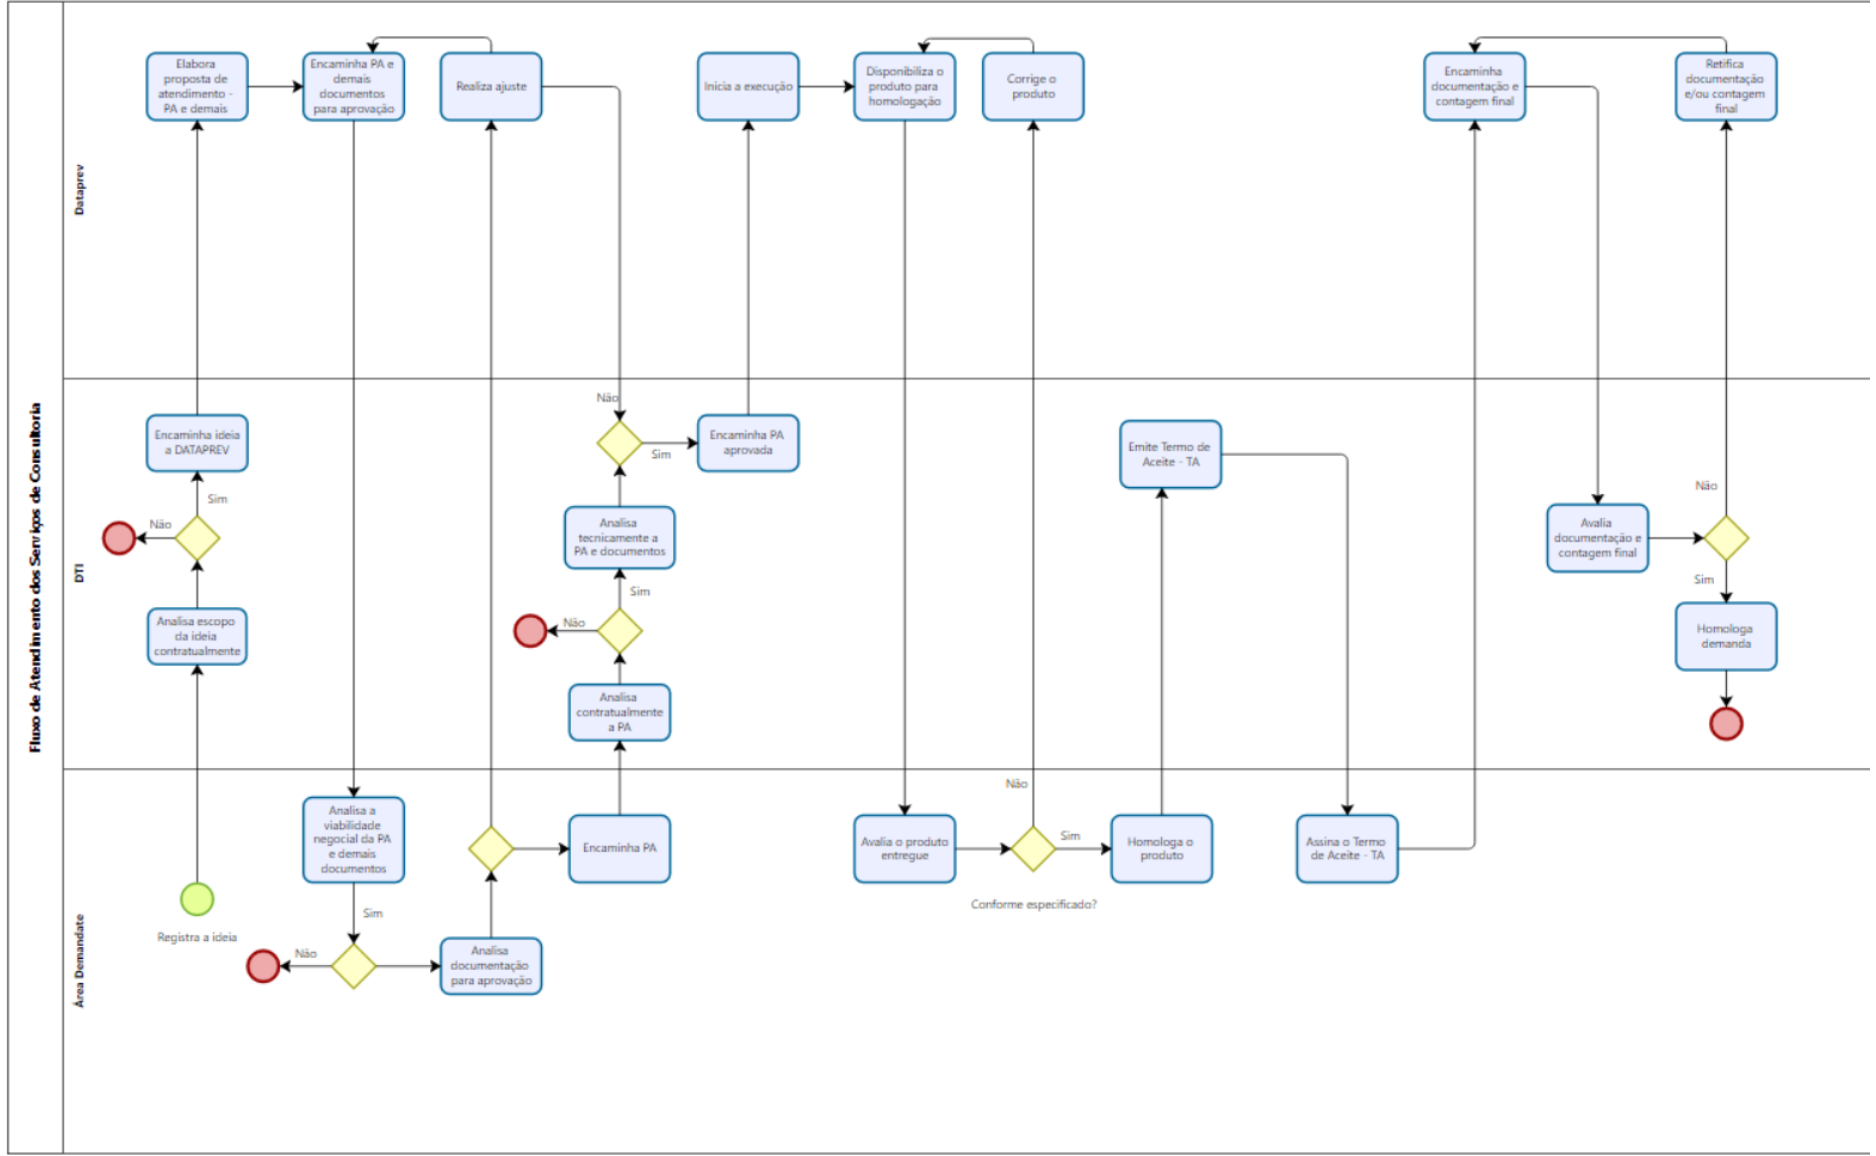 Fluxo de Atendimento dos Serviços de Consultoria
Dataprev
Elabora
proposta de
atendimento -
PA e demais
Encaminha PA e
demais
documentos
para aprovação
Realiza ajuste
Inicia a execução
Disponibiliza o
produto para
homologação
Corrige o
produto
Encaminha
documentação e
contagem final
Retifica
documentação
e/ou contagem
final
DTI
Encaminha ideia
a DATAPREV
Sim
Não
Analisa escopo
da ideia
contratualmente
Não
Sim
Encaminha PA
aprovada
Analisa
tecnicamente a
PA e documentos
Sim
Não
Analisa
contratualmente
a PA
Emite Termo de
Aceite - TA
Avalia
documentação e
contagem final
Não
Sim
Homologa
demanda
Área Demandate
Registra a ideia
Analisa a
viabilidade
negocial da PA
e demais
documentos
Sim
Não
Analisa
documentação
para aprovação
Encaminha PA
Avalia o produto
entregue
Não
Sim
Conforme especificado?
Homologa o
produto
Assina o Termo
de Aceite - TA